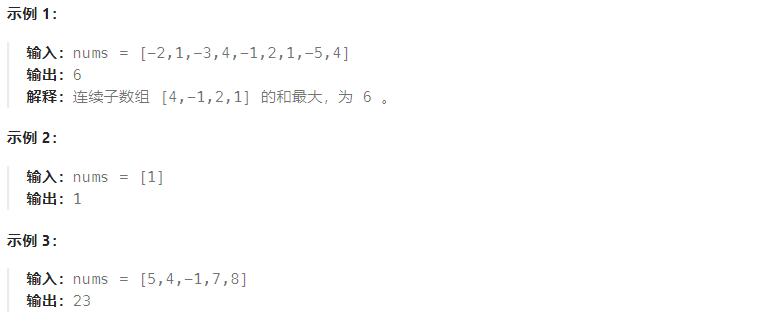 示例 1：
输入：nums = [-2,1,-3,4,-1,2,1,-5,4]
输出：6
解释：连续子数组 [4,-1,2,1] 的和最大，为 6 。
示例 2：
输入：nums = [1]
输出：1
示例 3：
输入：nums = [5,4,-1,7,8]
输出：23